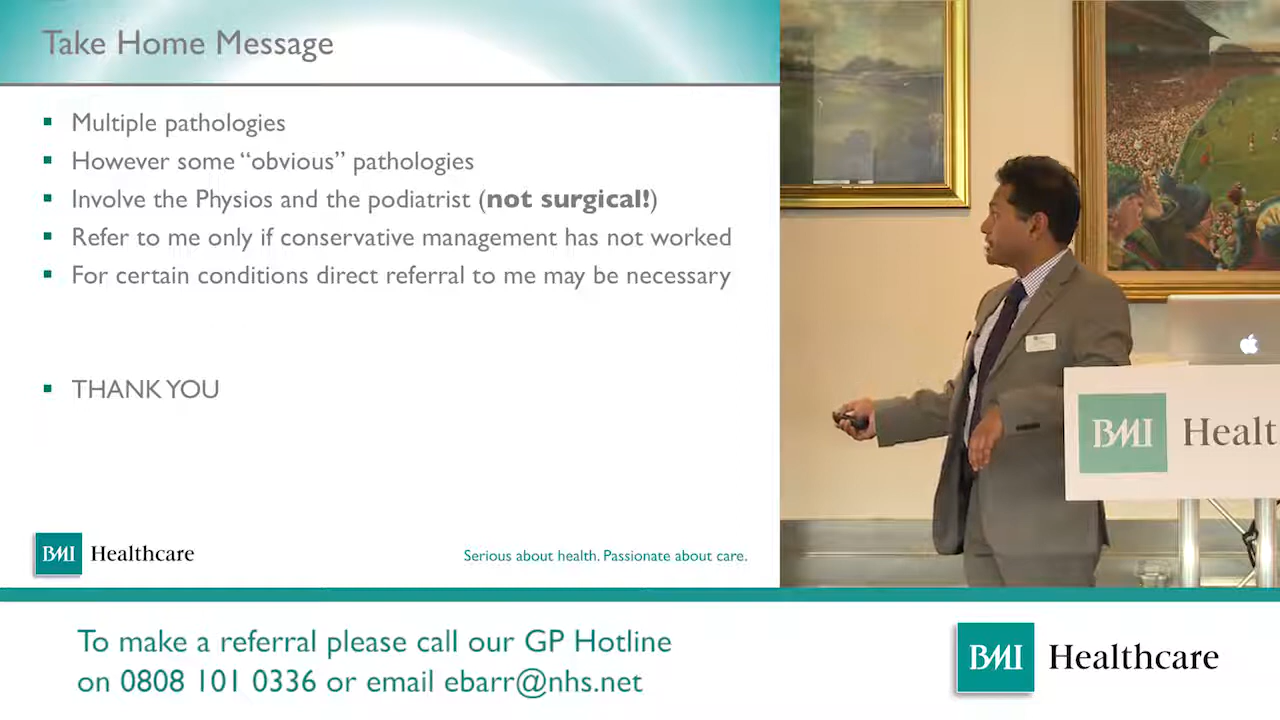 Take Home Message
Multiple pathologies
However some “obvious” pathologies
Involve the Physios and the podiatrist (not surgical!)
Refer to me only if conservative management has not worked
For certain conditions direct referral to me may be necessary
THANK YOU
BMI Healthcare
Serious about health. Passionate about care.
BMI Healt
To make a referral please call our GP Hotline
on 0808 101 0336 or email ebarr@nhs.net
BMI Healthcare